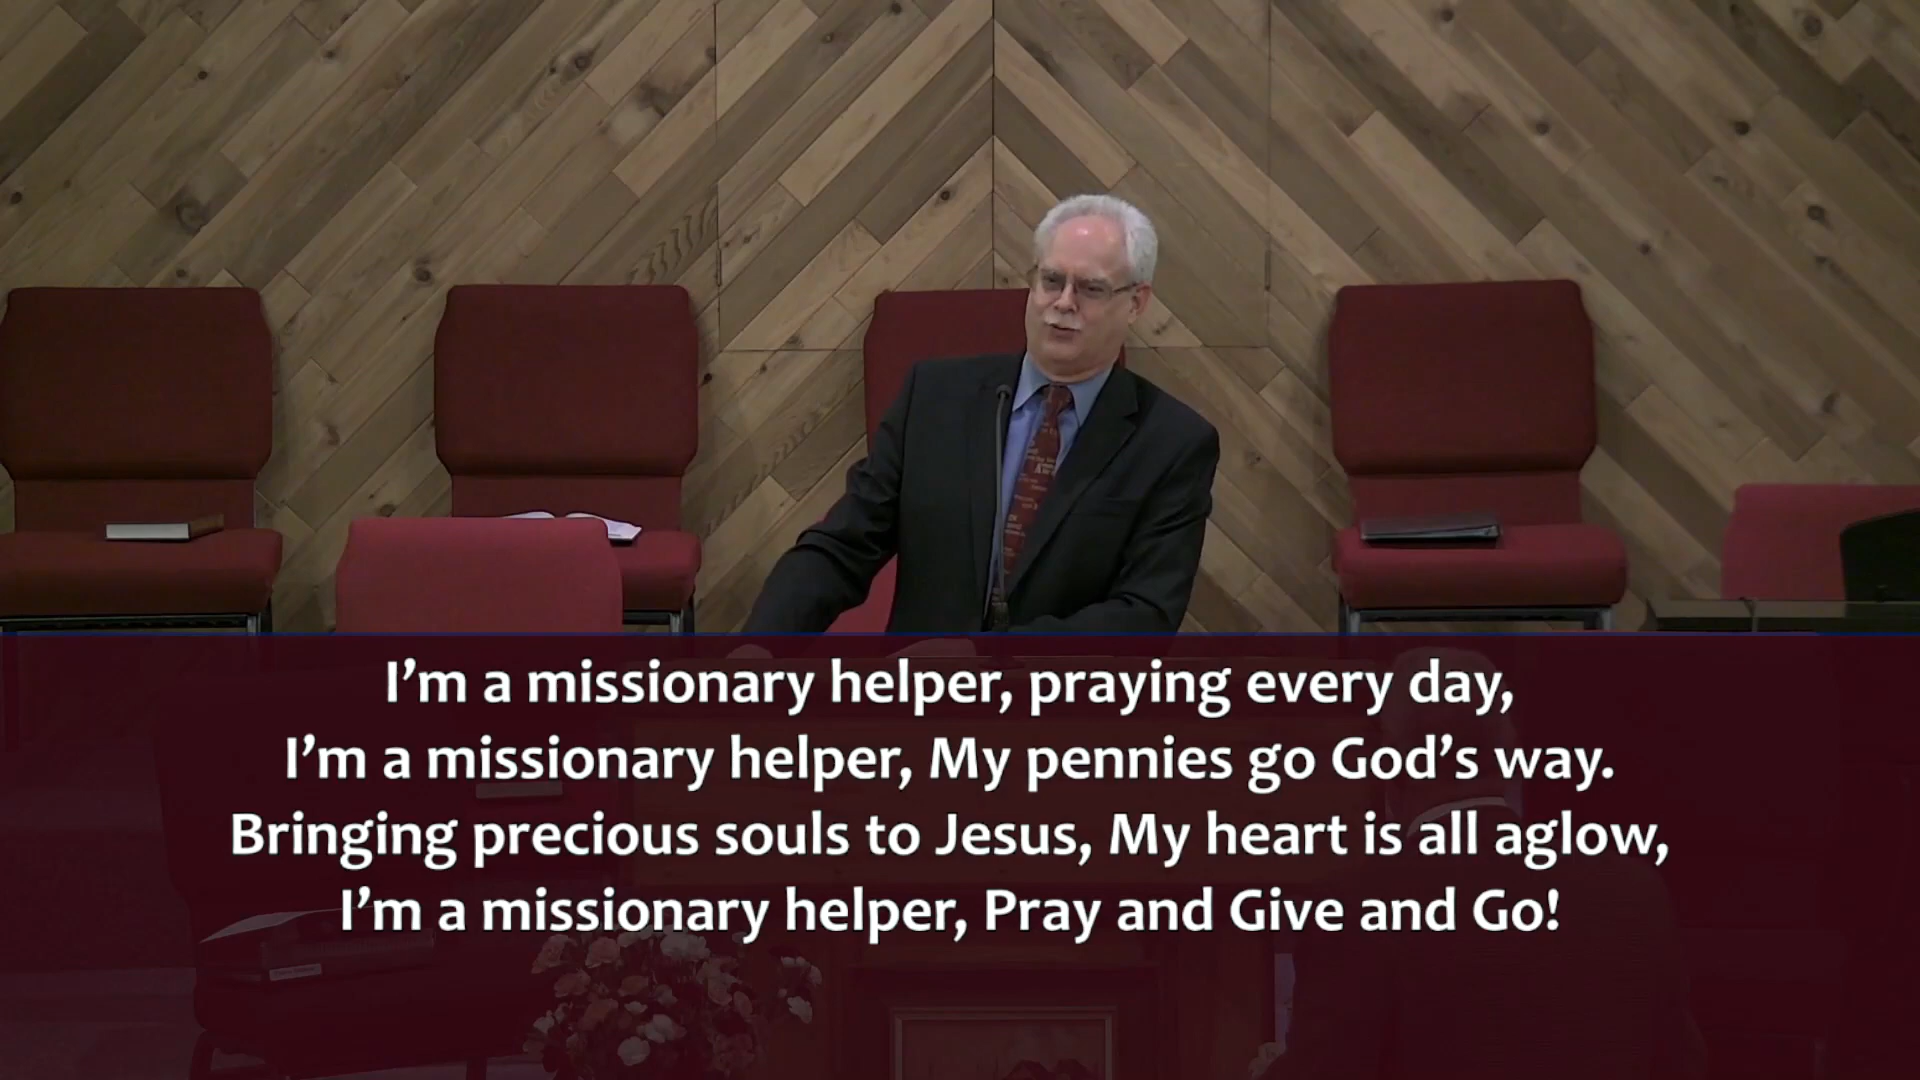 I’m a missionary helper, praying every day,
I’m a missionary helper, My pennies go God’s way.
Bringing precious souls to Jesus, My heart is all aglow,
I’m a missionary helper, Pray and Give and Go!